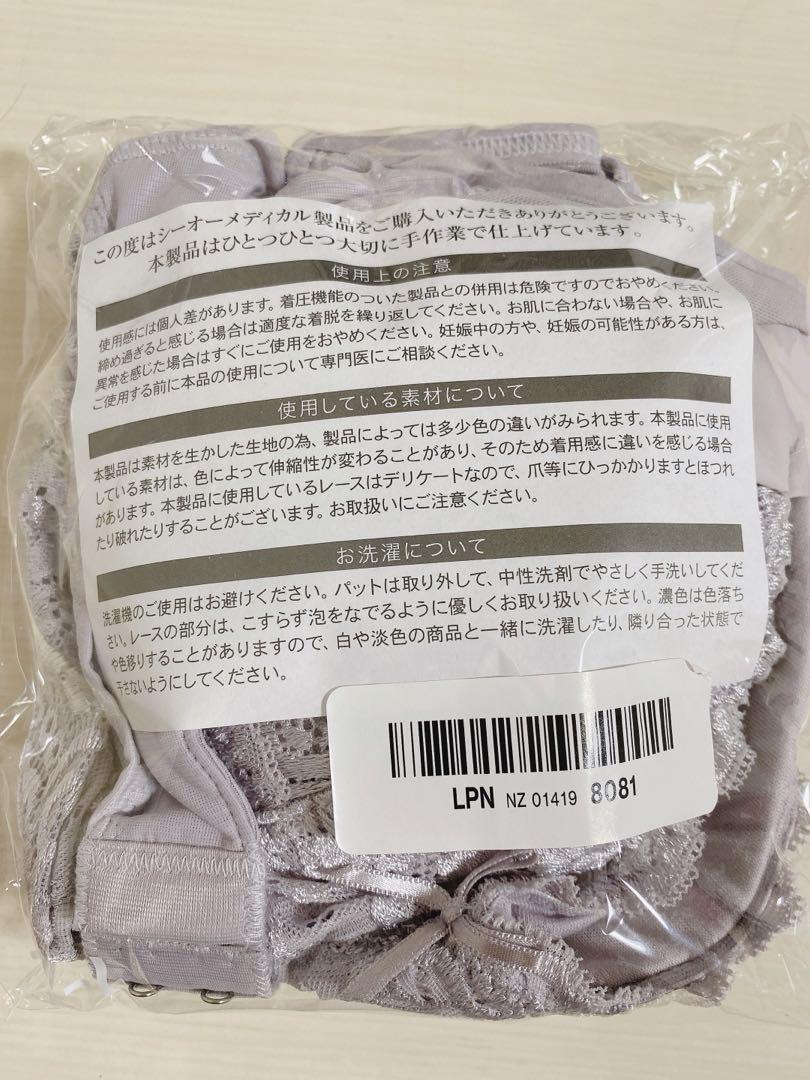 この度はシーオーメディカル製品をご購入いただきありがとうございます。
本製品はひとつひとつ大切に手作業で仕上げています。
使用上の注意
使用感には個人差があります。着圧機能のついた製品との併用は危険ですのでおやめください。
締め過ぎると感じる場合は適度な着脱を繰り返してください。お肌に合わない場合や、お肌に
異常を感じた場合はすぐにご使用をおやめください。妊娠中の方や、妊娠の可能性がある方は、
ご使用する前に本品の使用について専門医にご相談ください。
使用している素材について
本製品は素材を生かした生地の為、製品によっては多少色の違いがみられます。本製品に使用
している素材は、色によって伸縮性が変わることがあり、そのため着用感に違いを感じる場合
があります。本製品に使用しているレースはデリケートなので、爪等にひっかかりますとほつれ
たり破れたりすることがございます。お取扱いにご注意ください。
お洗濯について
洗濯機のご使用はお避けください。パットは取り外して、中性洗剤でやさしく手洗いしてくだ
さい。レースの部分は、こすらず泡をなでるように優しくお取り扱いください。濃色は色落ち
や色移りすることがありますので、白や淡色の商品と一緒に洗濯したり、隣り合った状態で
干さないようにしてください。
LPN NZ 01419 8081